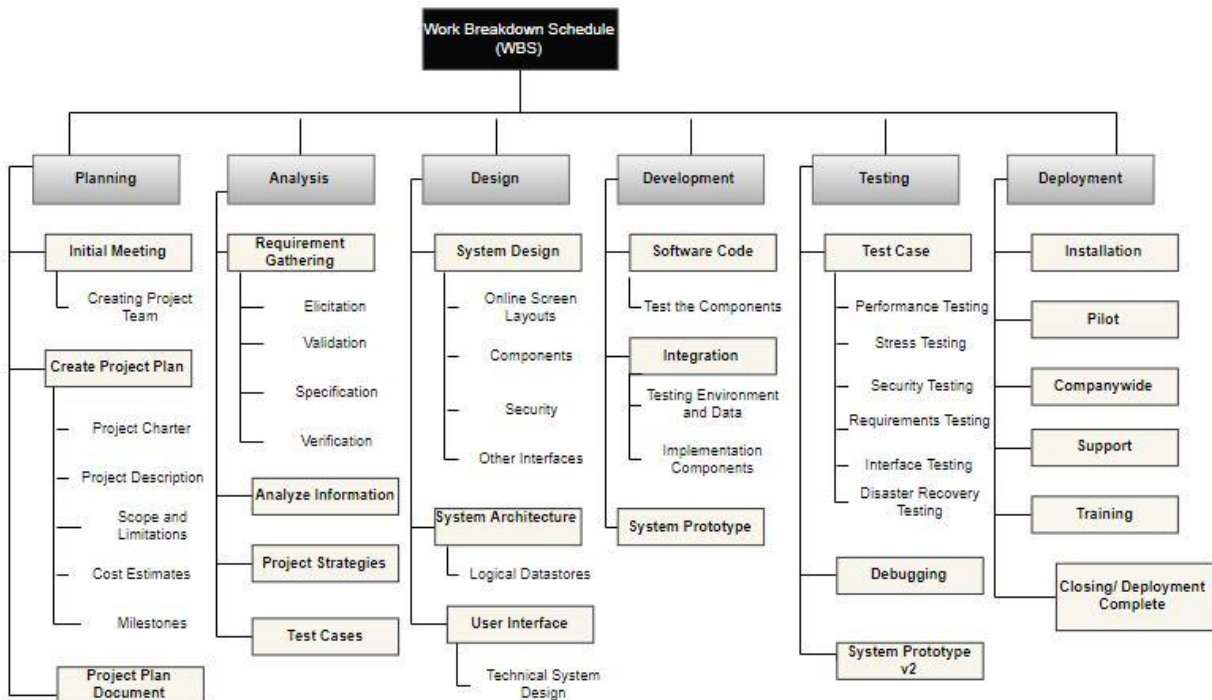 Work Breakdown Schedule
(WBS)
Planning
Initial Meeting
Creating Project
Team
Create Project Plan
Project Charter
Project Description
Scope and
Limitations
Cost Estimates
Milestones
Project Plan
Document
Analysis
Requirement
Gathering
Elicitation
Validation
Specification
Verification
Analyze Information
Project Strategies
Test Cases
Design
System Design
Online Screen
Layouts
Components
Security
Other Interfaces
System Architecture
Logical Datastores
User Interface
Technical System
Design
Development
Software Code
Test the Components
Integration
Testing Environment
and Data
Implementation
Components
System Prototype
Testing
Test Case
Performance Testing
Stress Testing
Security Testing
Requirements Testing
Interface Testing
Disaster Recovery
Testing
Debugging
System Prototype
v2
Deployment
Installation
Pilot
Companywide
Support
Training
Closing/ Deployment
Complete